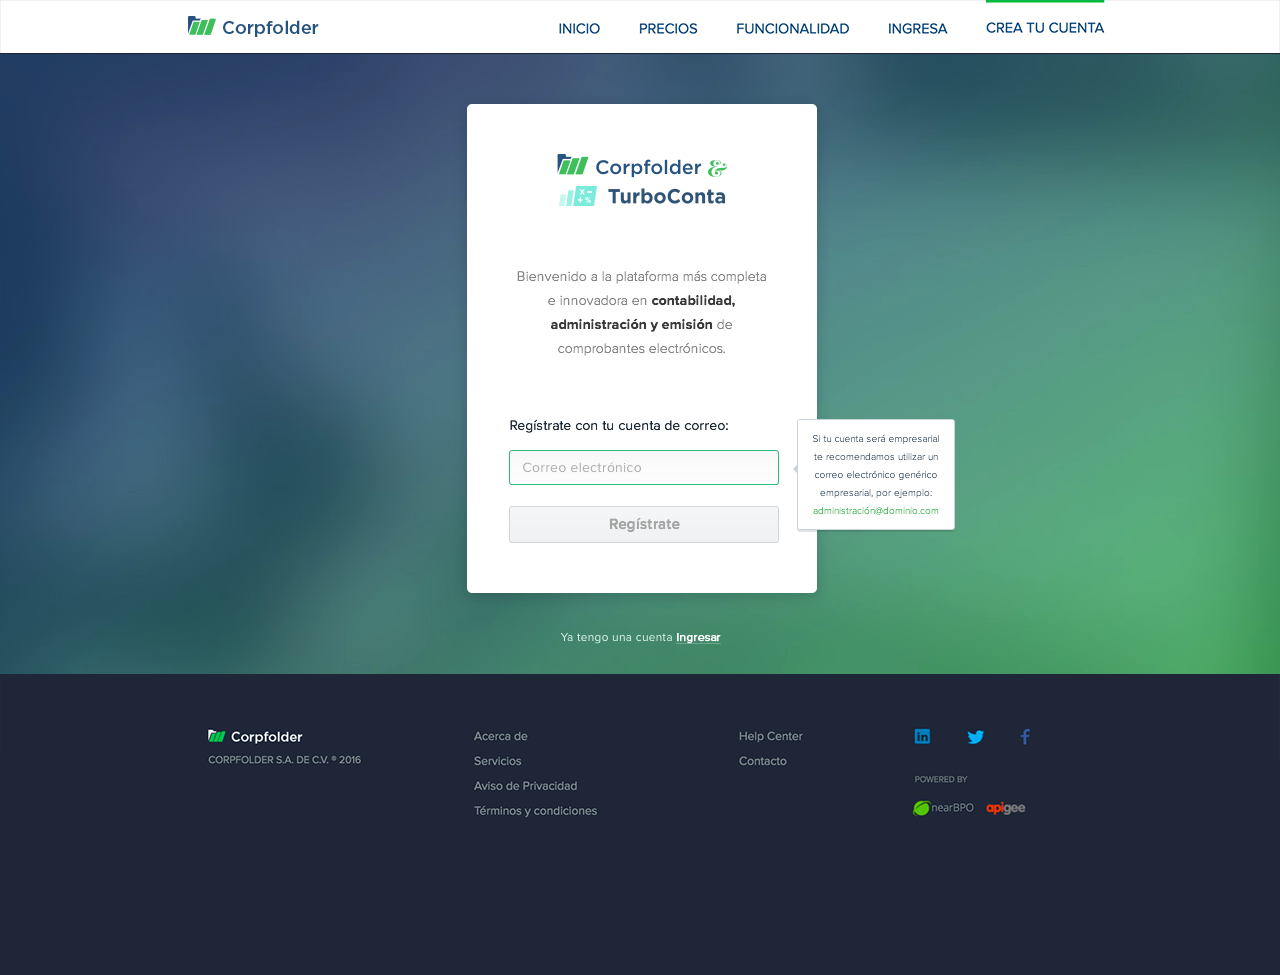 Corpfolder
INICIO
PRECIOS
FUNCIONALIDAD
INGRESA
CREA TU CUENTA
Corpfolder &
TurboConta
Bienvenido a la plataforma más completa
e innovadora en contabilidad,
administración y emisión de
comprobantes electrónicos.
Regístrate con tu cuenta de correo:
Correo electrónico
Regístrate
Si tu cuenta será empresarial
te recomendamos utilizar un
correo electrónico genérico
empresarial, por ejemplo:
administración@dominio.com
Ya tengo una cuenta Ingresar
Corpfolder
CORPFOLDER S.A. DE C.V. ® 2016
Acerca de
Servicios
Aviso de Privacidad
Términos y condiciones
Help Center
Contacto
POWERED BY
nearBPO
apigee